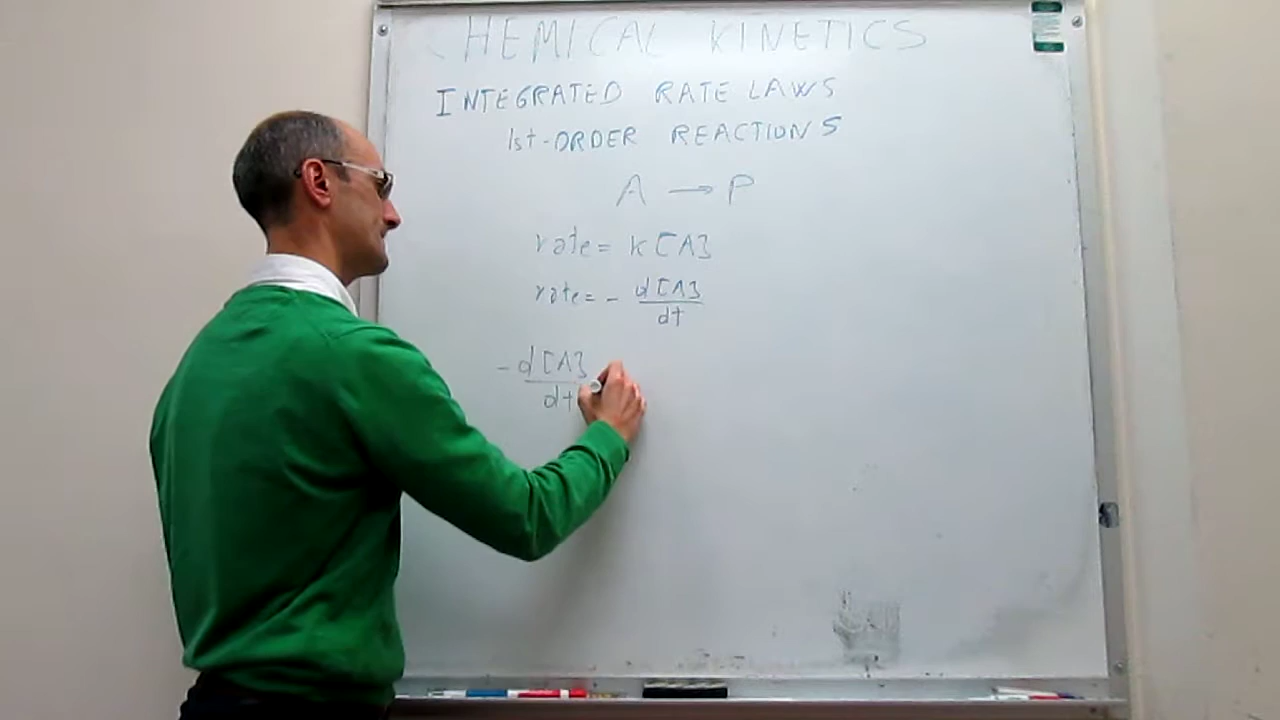 CHEMICAL KINETICS
INTEGRATED RATE LAWS
1st-ORDER REACTIONS
A → P
rate = k[A]
rate = - d[A]/dt
- d[A]/dt